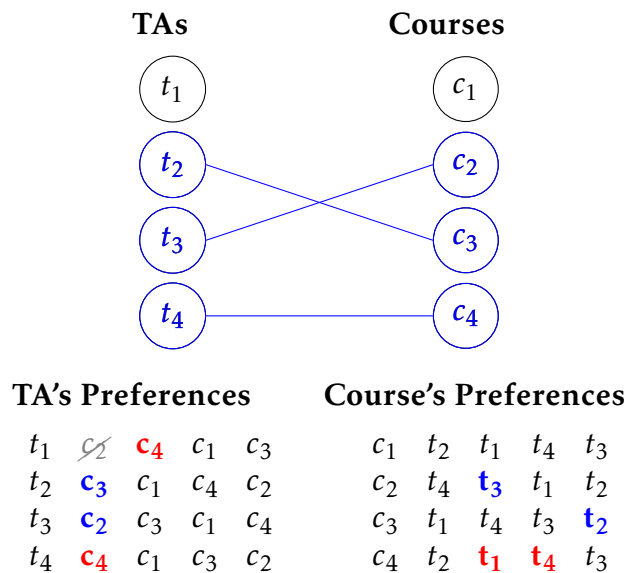 TAs Courses
t1 c1
t2 c2
t3 c3
t4 c4
TA's Preferences Course's Preferences
t1 c2 c4 c1 c3 c1 t2 t1 t4 t3
t2 c3 c1 c4 c2 c2 t4 t3 t1 t2
t3 c2 c3 c1 c4 c3 t1 t4 t3 t2
t4 c4 c1 c3 c2 c4 t2 t1 t4 t3